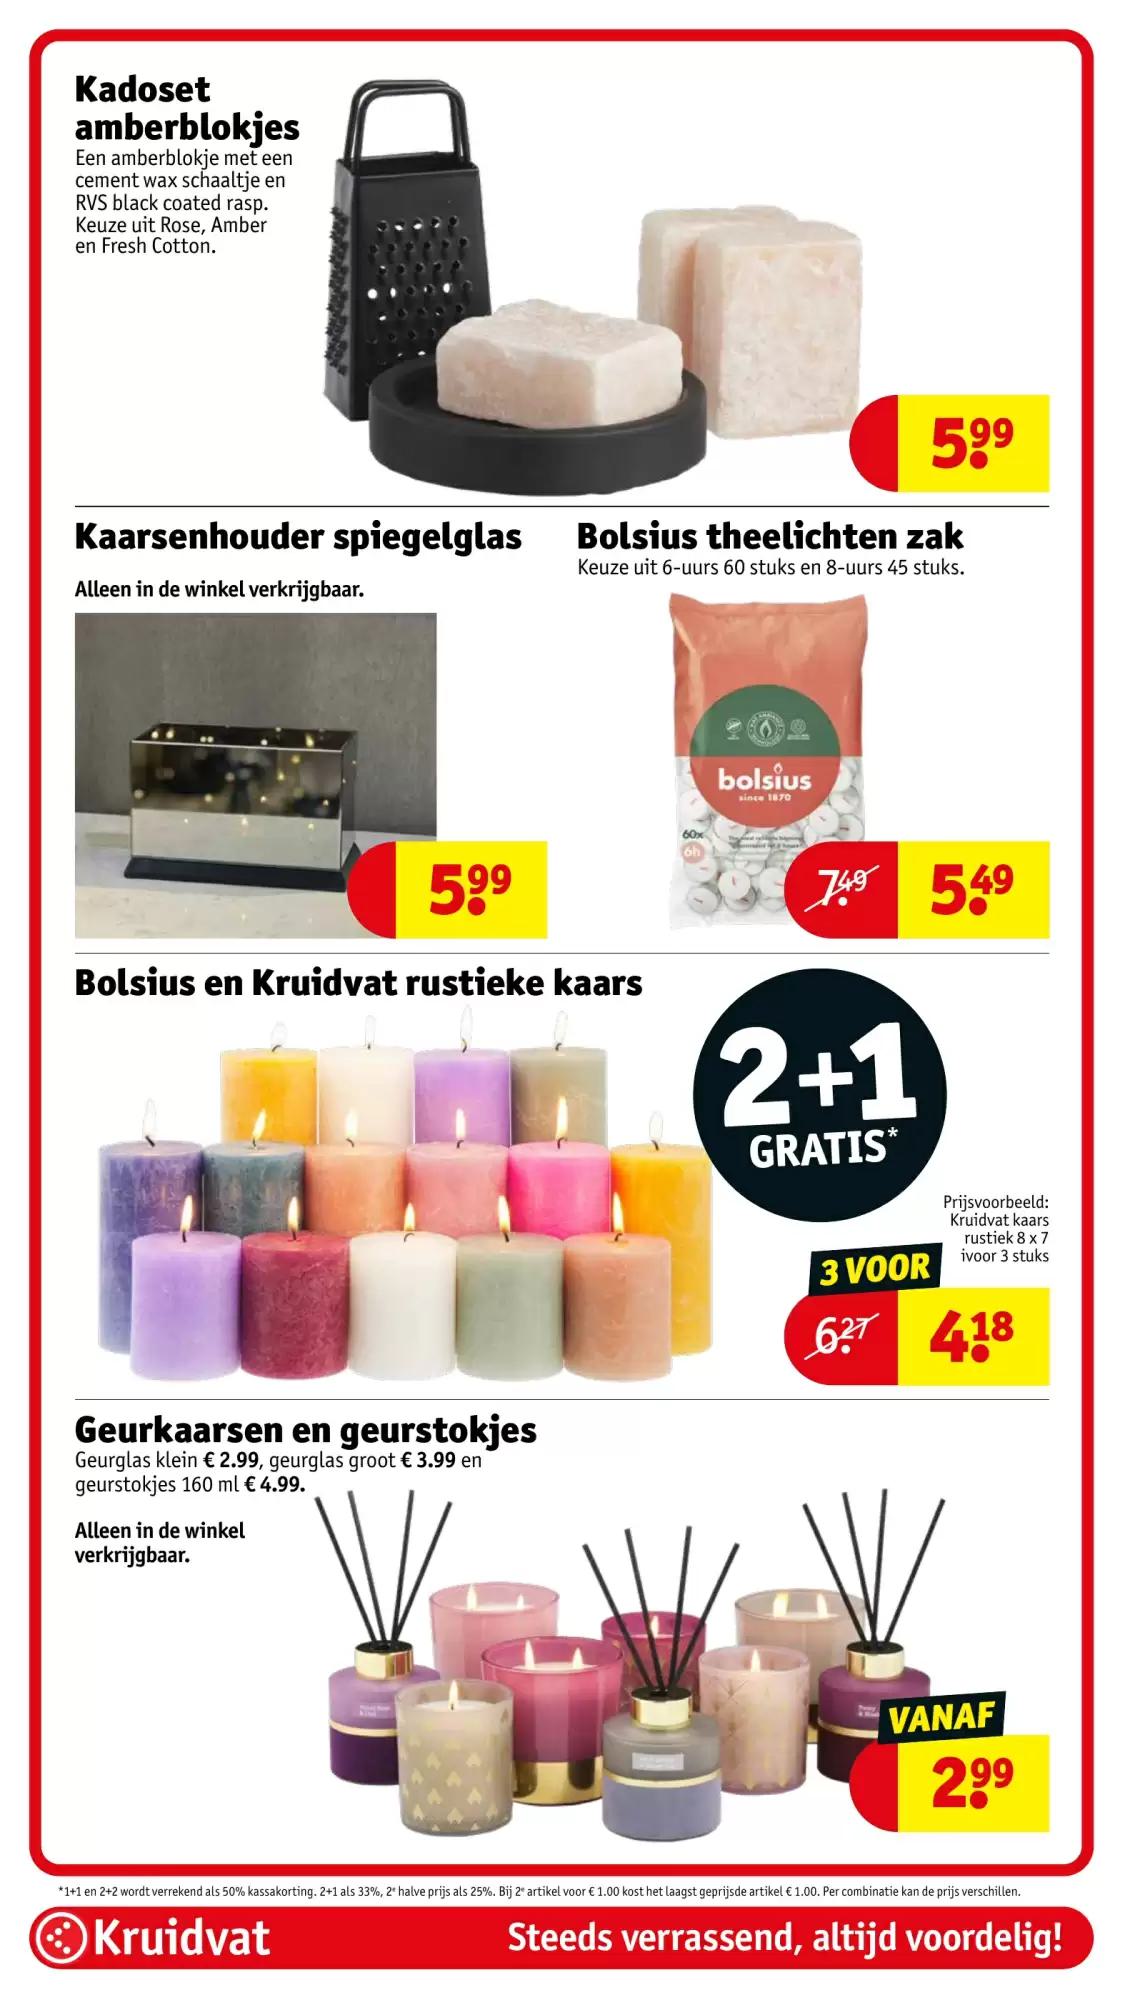 Kadoset
amberblokjes
Een amberblokje met een
cement wax schaaltje en
RVS black coated rasp.
Keuze uit Rose, Amber
en Fresh Cotton.
5.99
Kaarsenhouder spiegelglas
Alleen in de winkel verkrijgbaar.
5.99
Bolsius theelichten zak
Keuze uit 6-uurs 60 stuks en 8-uurs 45 stuks.
bolsius
since 1870
60x
6h
7.49
5.49
Bolsius en Kruidvat rustieke kaars
2+1
GRATIS*
Prijsvoorbeeld:
Kruidvat kaars
rustiek 8 x 7
ivoor 3 stuks
3 VOOR
6.27
4.18
Geurkaarsen en geurstokjes
Geurglas klein € 2.99, geurglas groot € 3.99 en
geurstokjes 160 ml € 4.99.
Alleen in de winkel
verkrijgbaar.
VANAF
2.99
*1+1 en 2+2 wordt verrekend als 50% kassakorting. 2+1 als 33%, 2e halve prijs als 25%. Bij 2e artikel voor € 1.00 kost het laagst geprijsde artikel € 1.00. Per combinatie kan de prijs verschillen.
Kruidvat
Steeds verrassend, altijd voordelig!